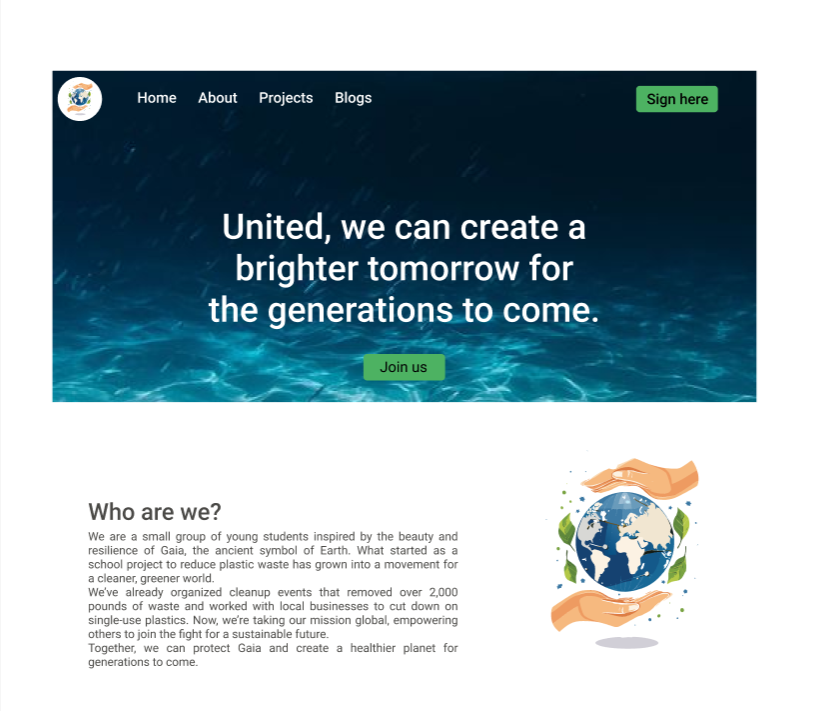 Home About Projects Blogs Sign here
United, we can create a
brighter tomorrow for
the generations to come.
Join us
Who are we?
We are a small group of young students inspired by the beauty and
resilience of Gaia, the ancient symbol of Earth. What started as a
school project to reduce plastic waste has grown into a movement for
a cleaner, greener world.
We've already organized cleanup events that removed over 2,000
pounds of waste and worked with local businesses to cut down on
single-use plastics. Now, we're taking our mission global, empowering
others to join the fight for a sustainable future.
Together, we can protect Gaia and create a healthier planet for
generations to come.